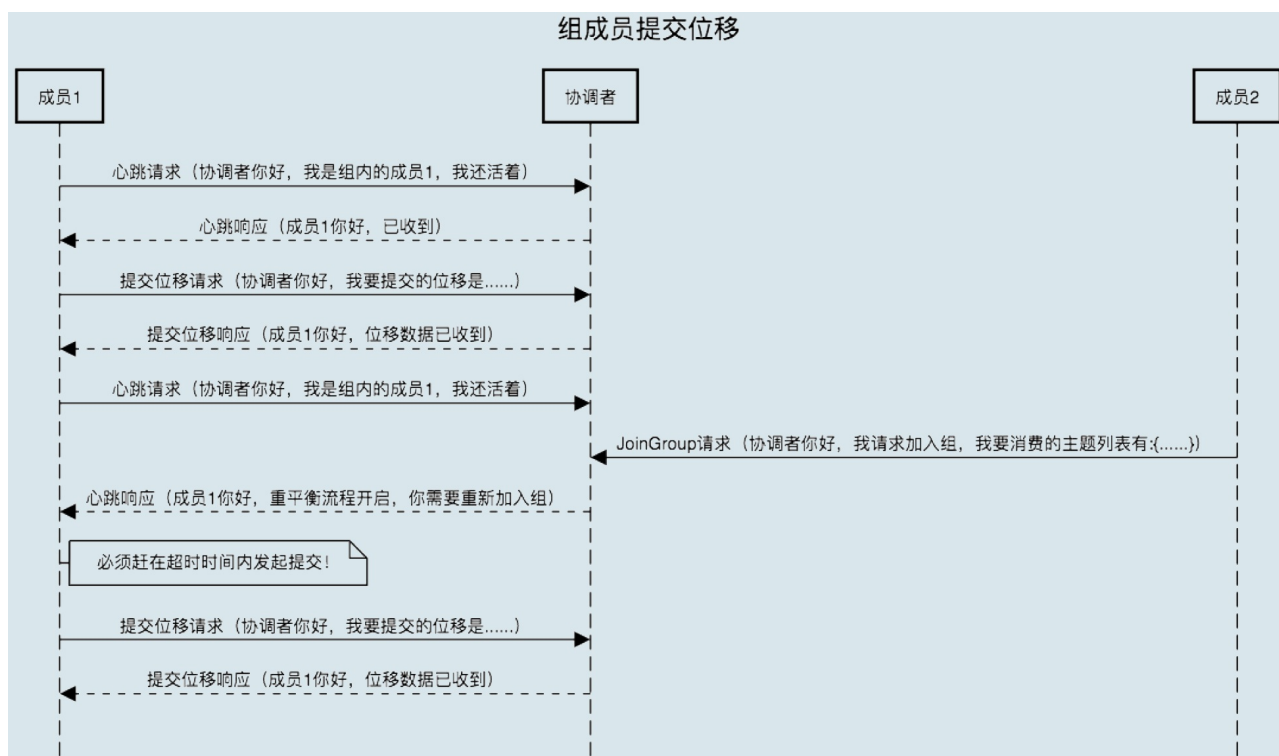 组成员提交位移
成员1
协调者
成员2
心跳请求（协调者你好，我是组内的成员1，我还活着）
心跳响应（成员1你好，已收到）
提交位移请求（协调者你好，我要提交的位移是......）
提交位移响应（成员1你好，位移数据已收到）
心跳请求（协调者你好，我是组内的成员1，我还活着）
JoinGroup请求（协调者你好，我请求加入组，我要消费的主题列表有:{......}）
心跳响应（成员1你好，重平衡流程开启，你需要重新加入组）
必须赶在超时时间内发起提交！
提交位移请求（协调者你好，我要提交的位移是......）
提交位移响应（成员1你好，位移数据已收到）